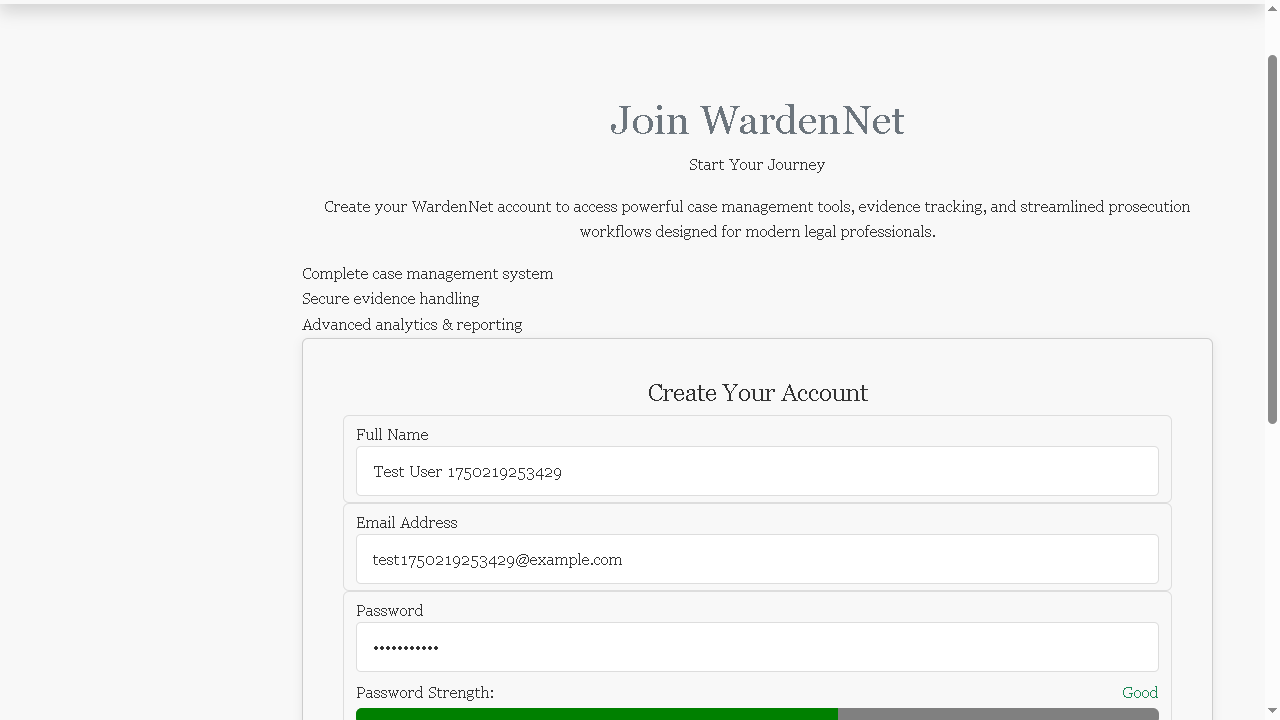 Join WardenNet
Start Your Journey
Create your WardenNet account to access powerful case management tools, evidence tracking, and streamlined prosecution
workflows designed for modern legal professionals.
Complete case management system
Secure evidence handling
Advanced analytics & reporting
Create Your Account
Full Name
Test User 1750219253429
Email Address
test1750219253429@example.com
Password
•••••••••••
Password Strength: Good